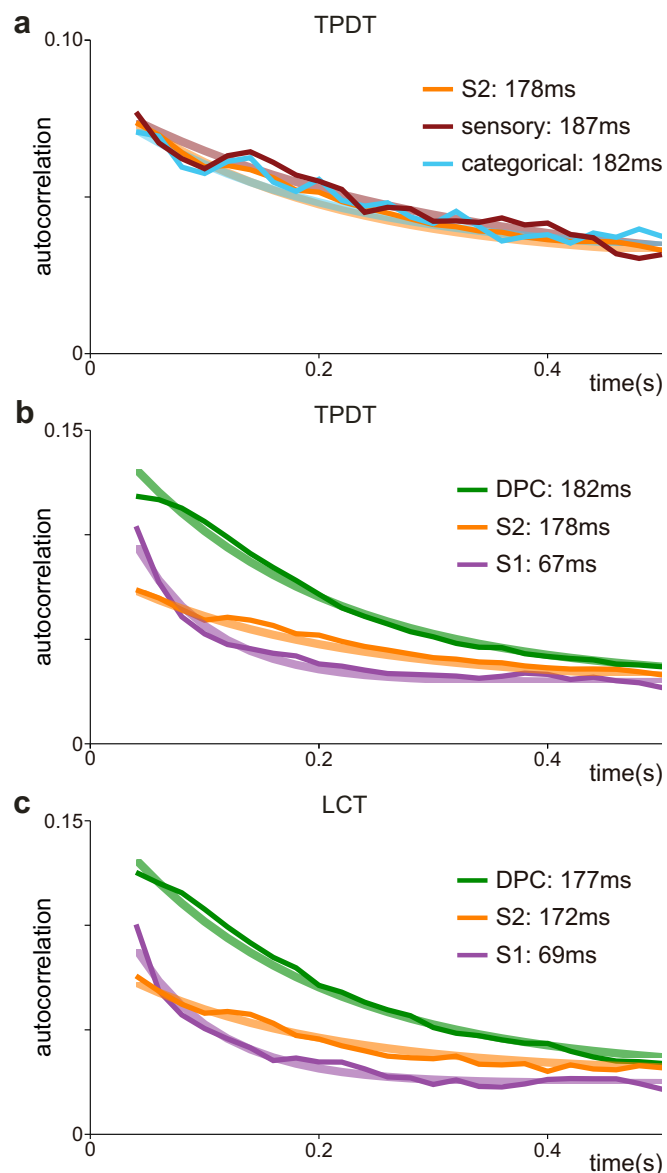 a
TPDT
0.10
autocorrelation
S2: 178ms
sensory: 187ms
categorical: 182ms
0
0
0.2
0.4
time(s)
b
TPDT
0.15
autocorrelation
DPC: 182ms
S2: 178ms
S1: 67ms
0
0
0.2
0.4
time(s)
c
LCT
0.15
autocorrelation
DPC: 177ms
S2: 172ms
S1: 69ms
0
0
0.2
0.4
time(s)